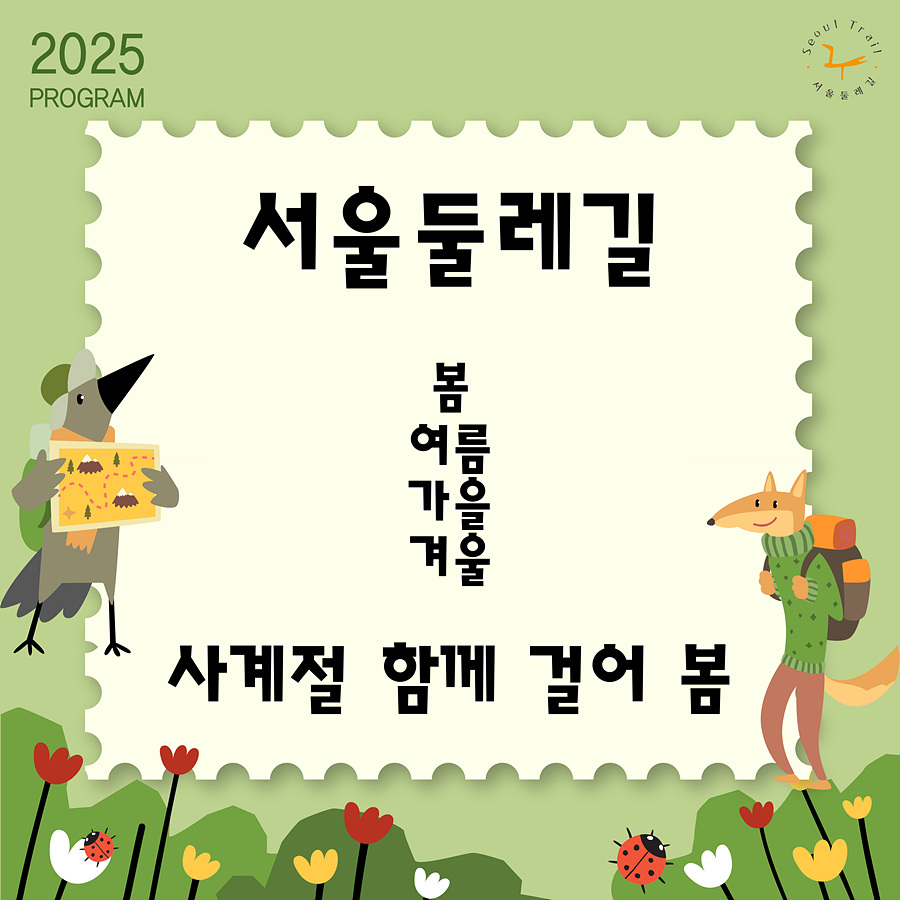 2025
PROGRAM
Seoul Trail
서울둘레길
서울둘레길
봄
여름
가을
겨울
사계절 함께 걸어 봄